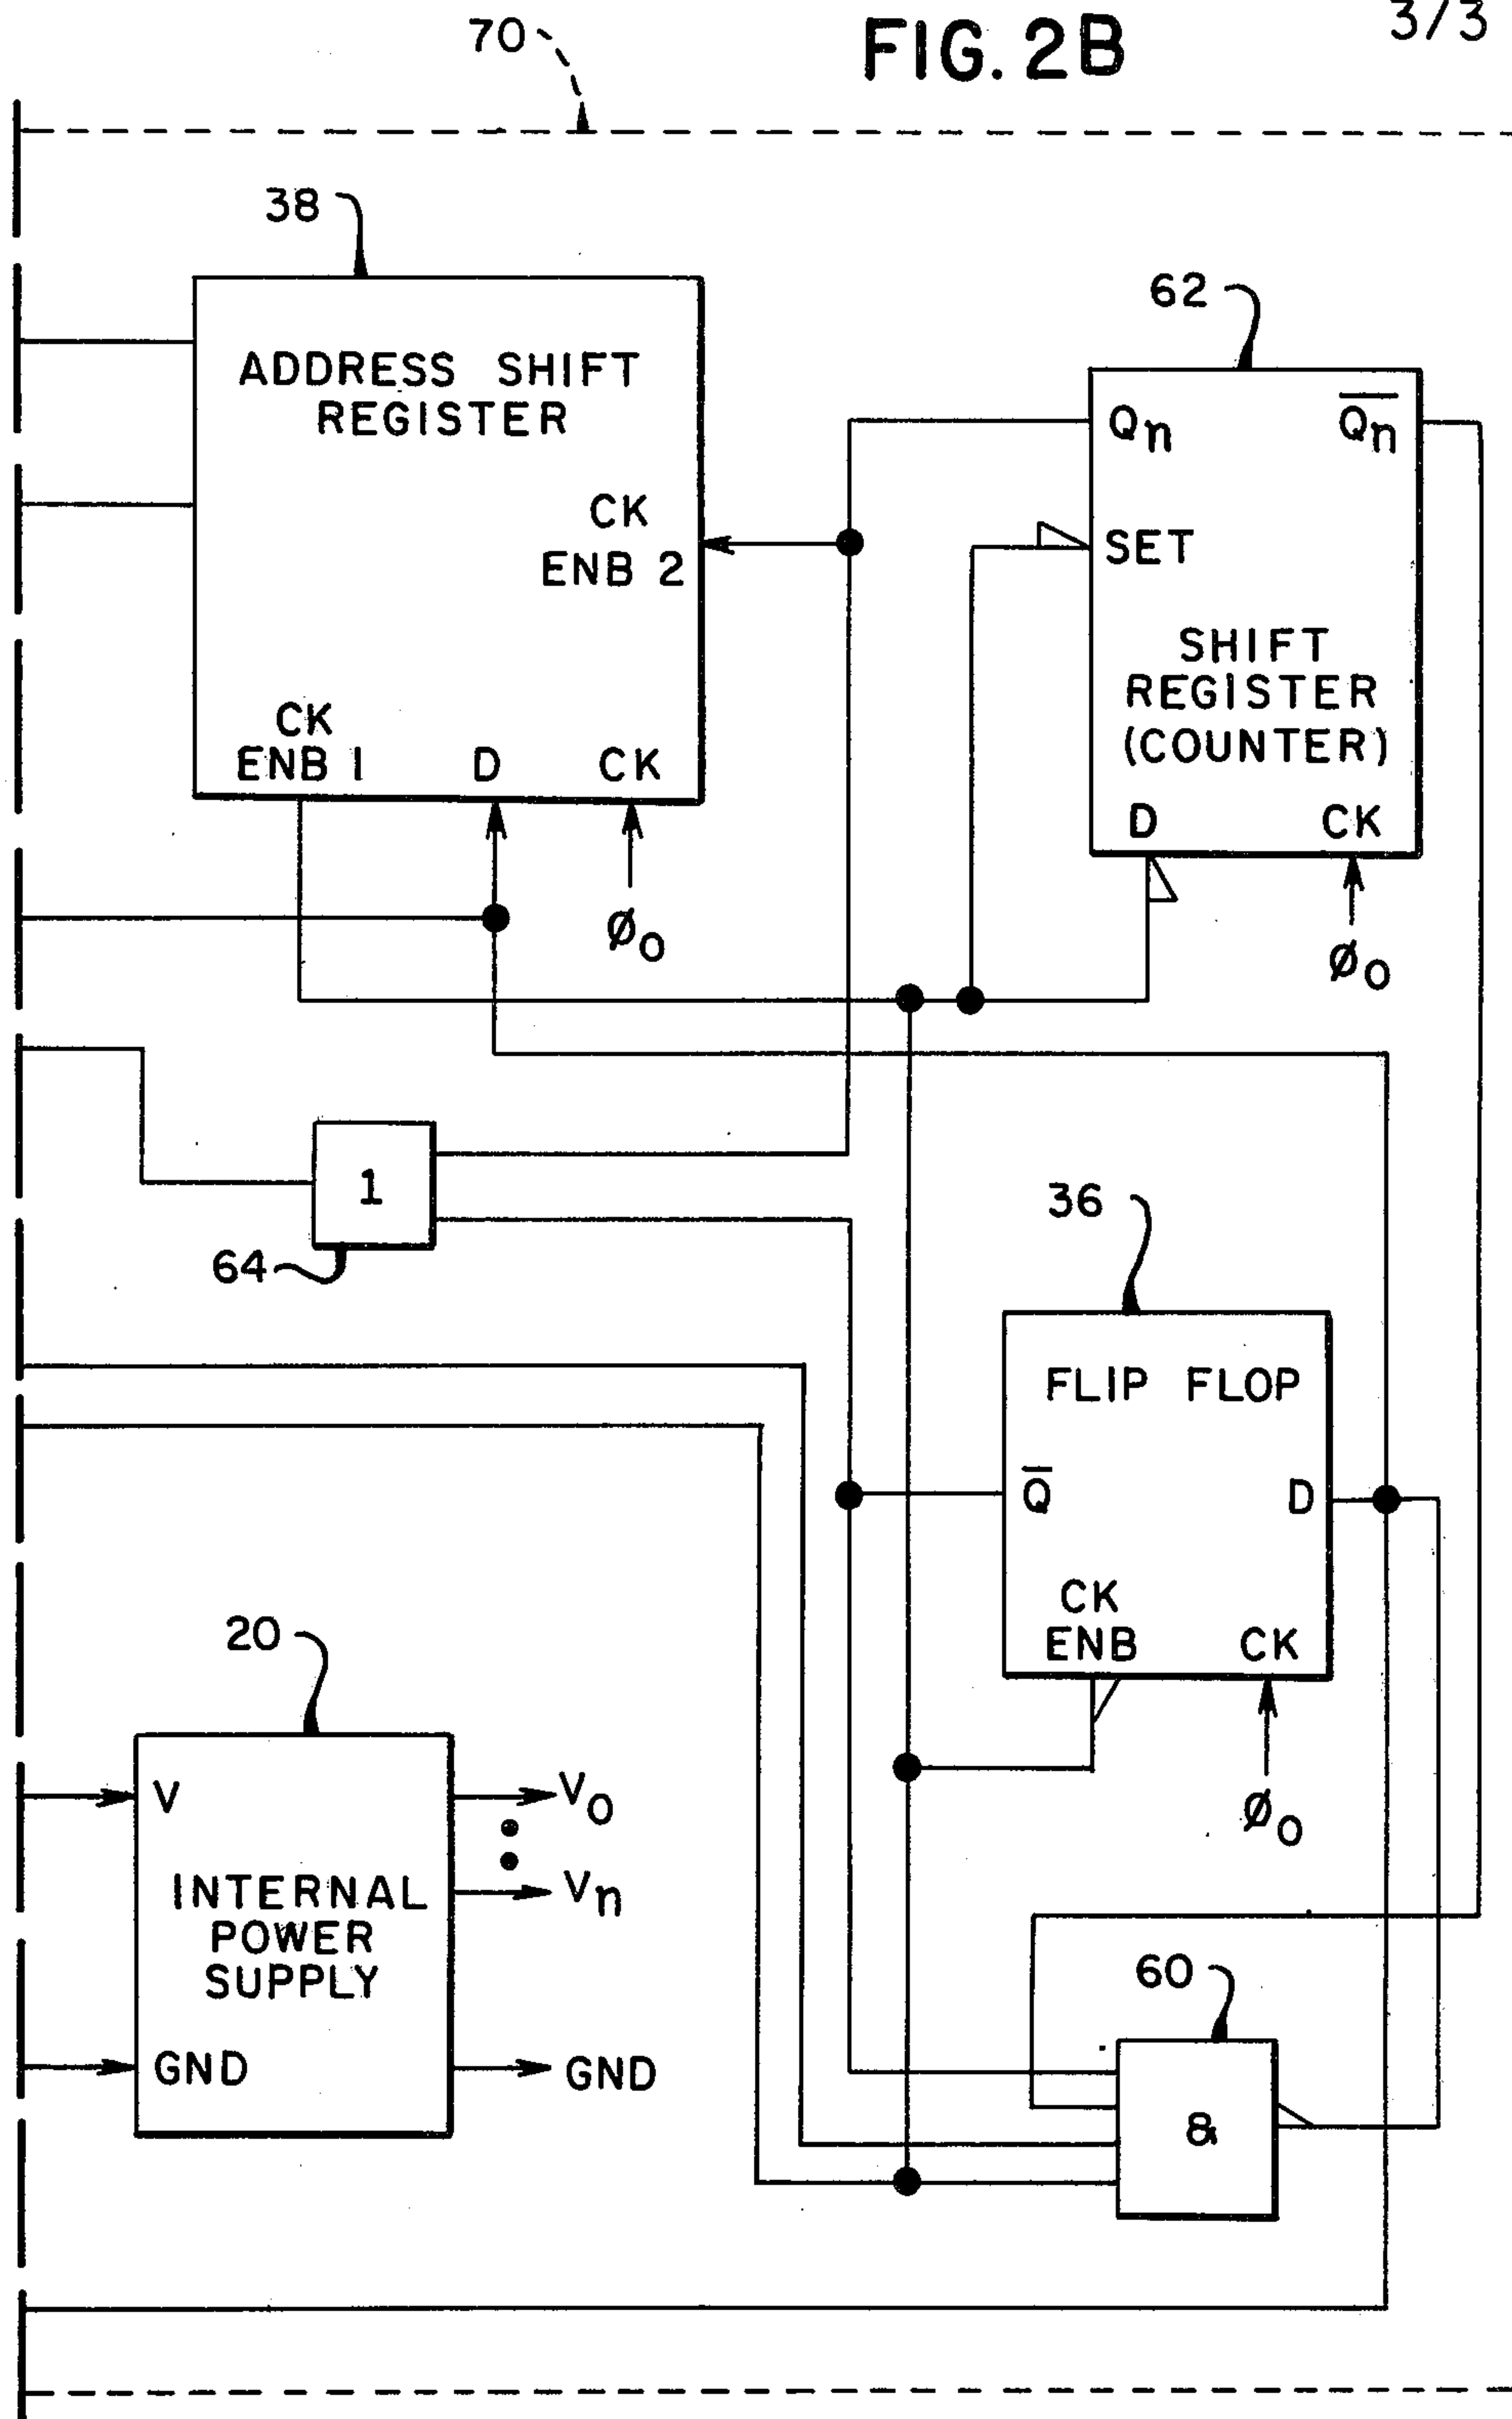 FIG. 2B
3/3
70
38
ADDRESS SHIFT
REGISTER
CK
ENB 2
CK
ENB 1
D
CK
Ø0
62
Qn
Q̅n̅
SET
SHIFT
REGISTER
(COUNTER)
D
CK
Ø0
1
64
36
FLIP FLOP
Q̅
D
CK
ENB
CK
Ø0
20
V
V0
INTERNAL
POWER
SUPPLY
Vn
GND
GND
60
&